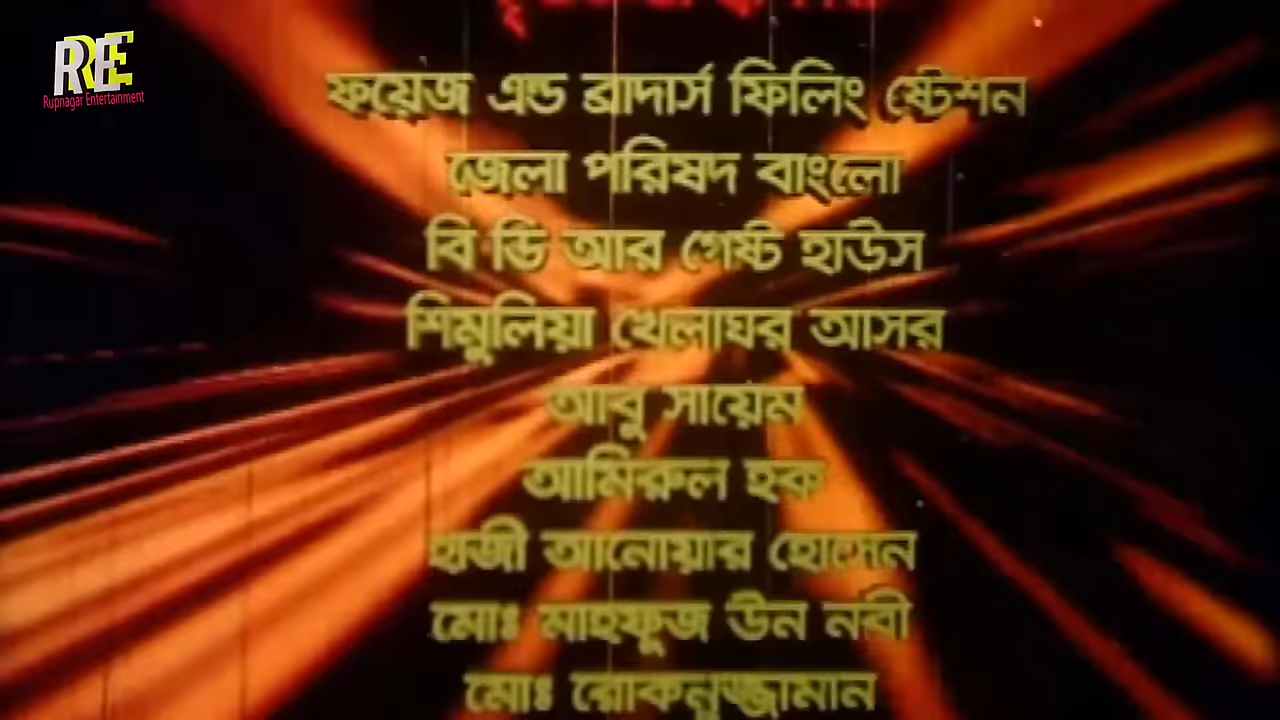 RRE
Rupnagar Entertainment
ফয়েজ এন্ড ব্রাদার্স ফিলিং ষ্টেশন
জেলা পরিষদ বাংলো
বি ডি আর গেষ্ট হাউস
শিমুলিয়া খেলাঘর আসর
আবু সায়েম
আমিরুল হক
হাজী আনোয়ার হোসেন
মোঃ মাহফুজ উন নবী
মোঃ রোকনুজ্জামান